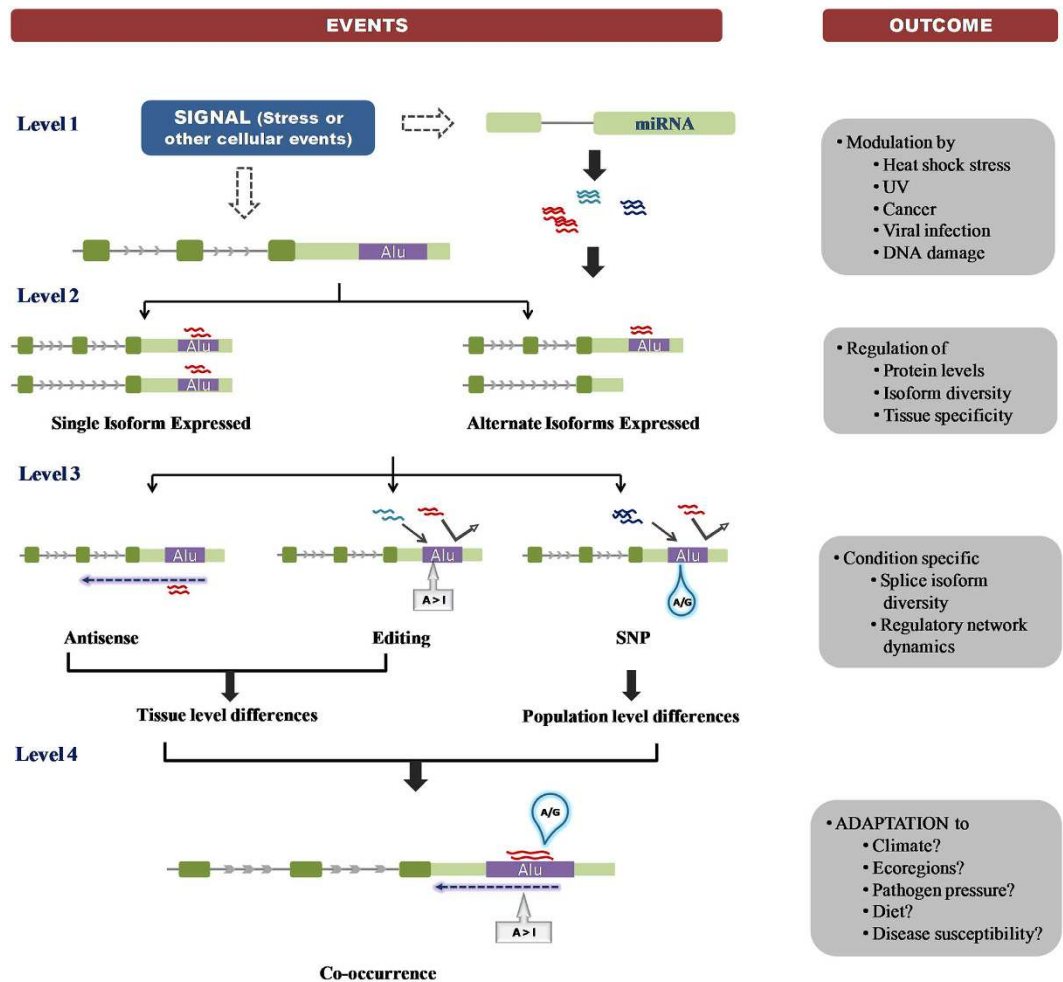 EVENTS
OUTCOME
Level 1
SIGNAL (Stress or
other cellular events)
miRNA
Alu
• Modulation by
• Heat shock stress
• UV
• Cancer
• Viral infection
• DNA damage
Level 2
Alu
Alu
Single Isoform Expressed
Alu
Alternate Isoforms Expressed
• Regulation of
• Protein levels
• Isoform diversity
• Tissue specificity
Level 3
Alu
Antisense
Alu
A>I
Editing
Alu
A/G
SNP
• Condition specific
• Splice isoform
diversity
• Regulatory network
dynamics
Tissue level differences
Population level differences
Level 4
A/G
Alu
A>I
Co-occurrence
• ADAPTATION to
• Climate?
• Ecoregions?
• Pathogen pressure?
• Diet?
• Disease susceptibility?